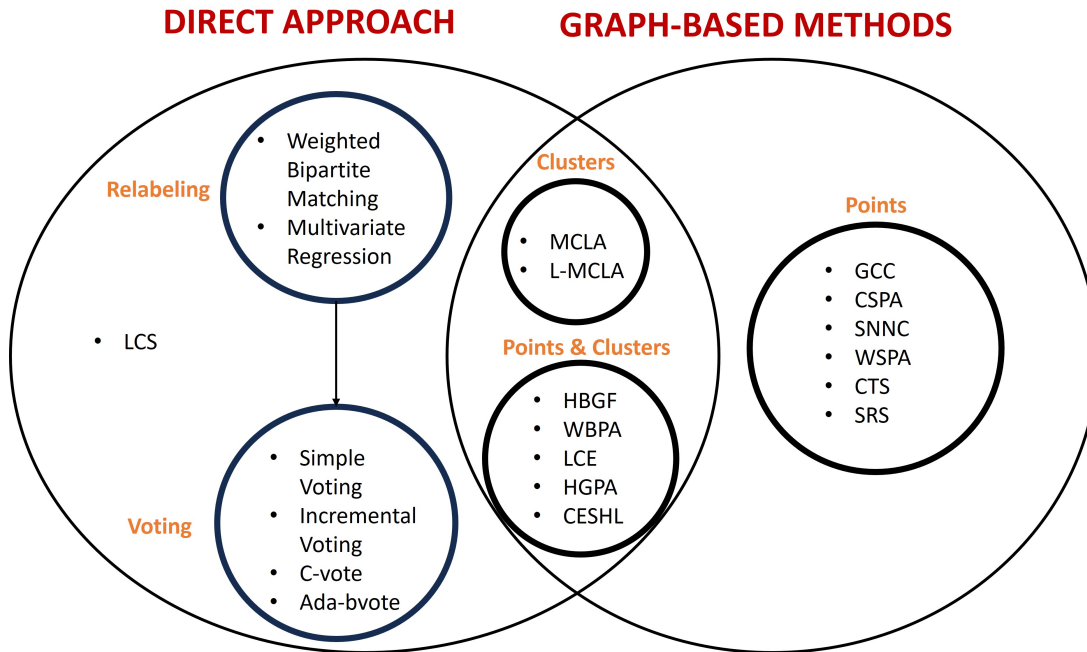 DIRECT APPROACH
GRAPH-BASED METHODS
Relabeling
• Weighted
Bipartite
Matching
• Multivariate
Regression
• LCS
Voting
• Simple
Voting
• Incremental
Voting
• C-vote
• Ada-bvote
Clusters
• MCLA
• L-MCLA
Points & Clusters
• HBGF
• WBPA
• LCE
• HGPA
• CESHL
Points
• GCC
• CSPA
• SNNC
• WSPA
• CTS
• SRS